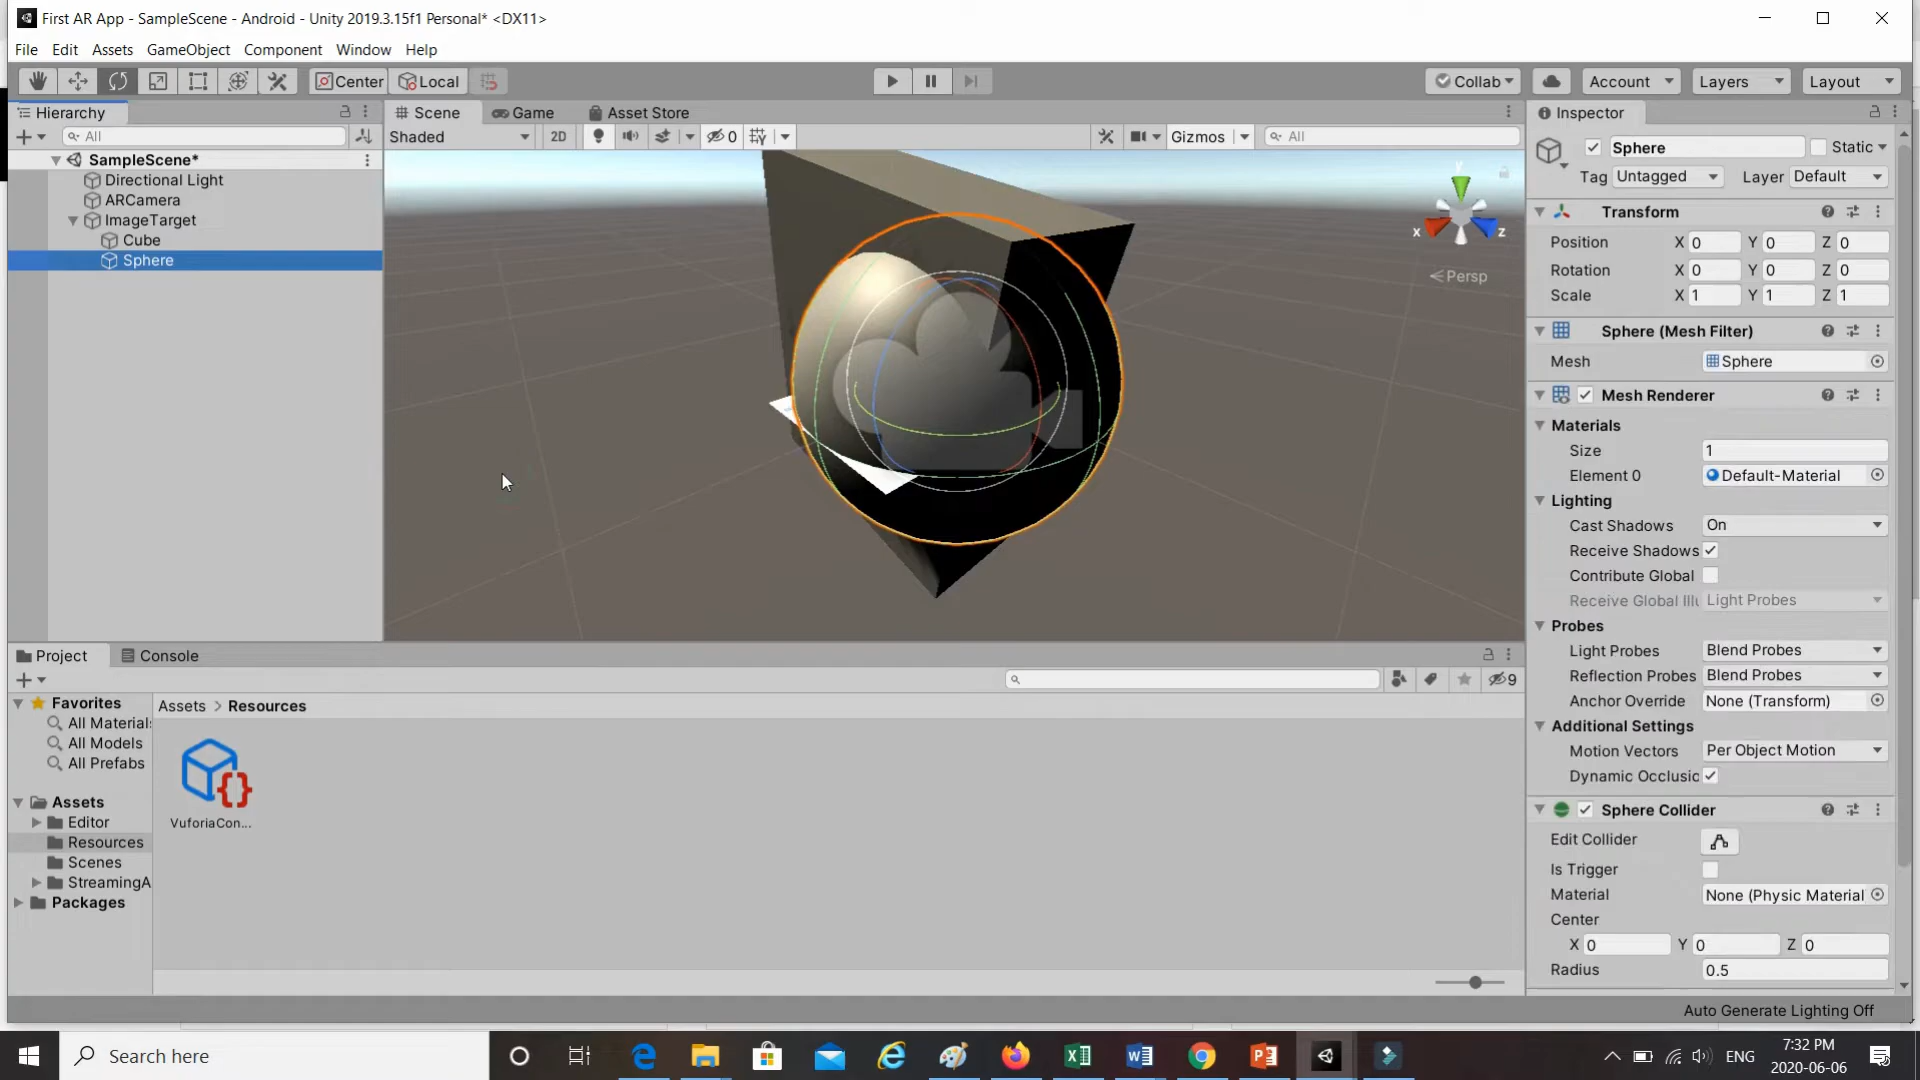 First AR App - SampleScene - Android - Unity 2019.3.15f1 Personal* <DX11>
File Edit Assets GameObject Component Window Help
Center Local Collab Account Layers Layout
Hierarchy
All
SampleScene*
Directional Light
ARCamera
ImageTarget
Cube
Sphere
Scene Game Asset Store
Shaded 2D 0 Gizmos All
y
x z
Persp
Inspector
Sphere Static
Tag Untagged Layer Default
Transform
Position X 0 Y 0 Z 0
Rotation X 0 Y 0 Z 0
Scale X 1 Y 1 Z 1
Sphere (Mesh Filter)
Mesh Sphere
Mesh Renderer
Materials
Size 1
Element 0 Default-Material
Lighting
Cast Shadows On
Receive Shadows
Contribute Global
Receive Global Illu Light Probes
Probes
Light Probes Blend Probes
Reflection Probes Blend Probes
Anchor Override None (Transform)
Additional Settings
Motion Vectors Per Object Motion
Dynamic Occlusio
Sphere Collider
Edit Collider
Is Trigger
Material None (Physic Material
Center
X 0 Y 0 Z 0
Radius 0.5
Project Console
9
Favorites
All Materials
All Models
All Prefabs
Assets
Editor
Resources
Scenes
StreamingA
Packages
Assets > Resources
VuforiaCon...
Auto Generate Lighting Off
Search here
ENG
7:32 PM
2020-06-06